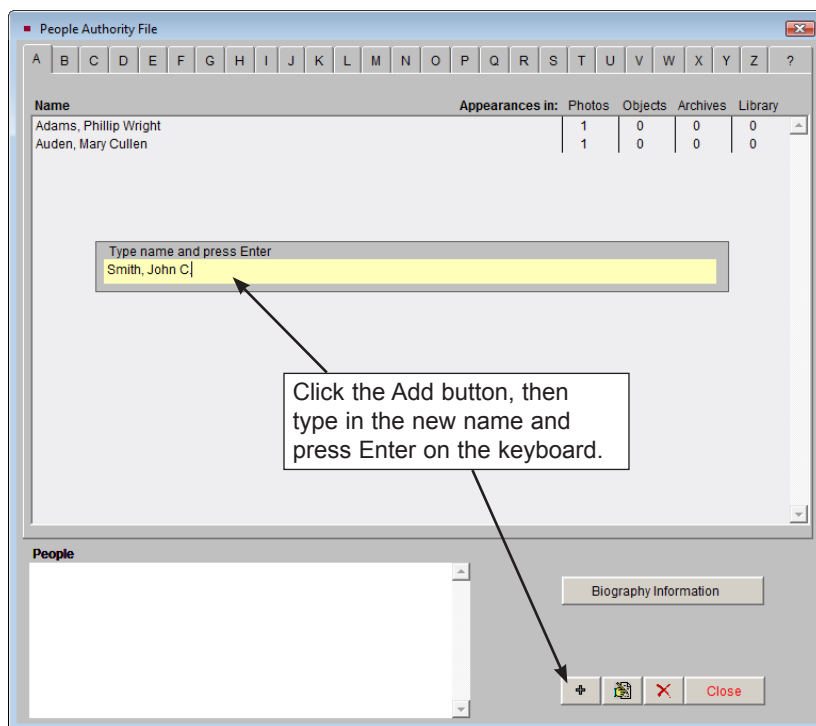 People Authority File
A B C D E F G H I J K L M N O P Q R S T U V W X Y Z ?
Name Appearances in: Photos Objects Archives Library
Adams, Phillip Wright 1 0 0 0
Auden, Mary Cullen 1 0 0 0
Type name and press Enter
Smith, John C
Click the Add button, then
type in the new name and
press Enter on the keyboard.
People
Biography Information
Close